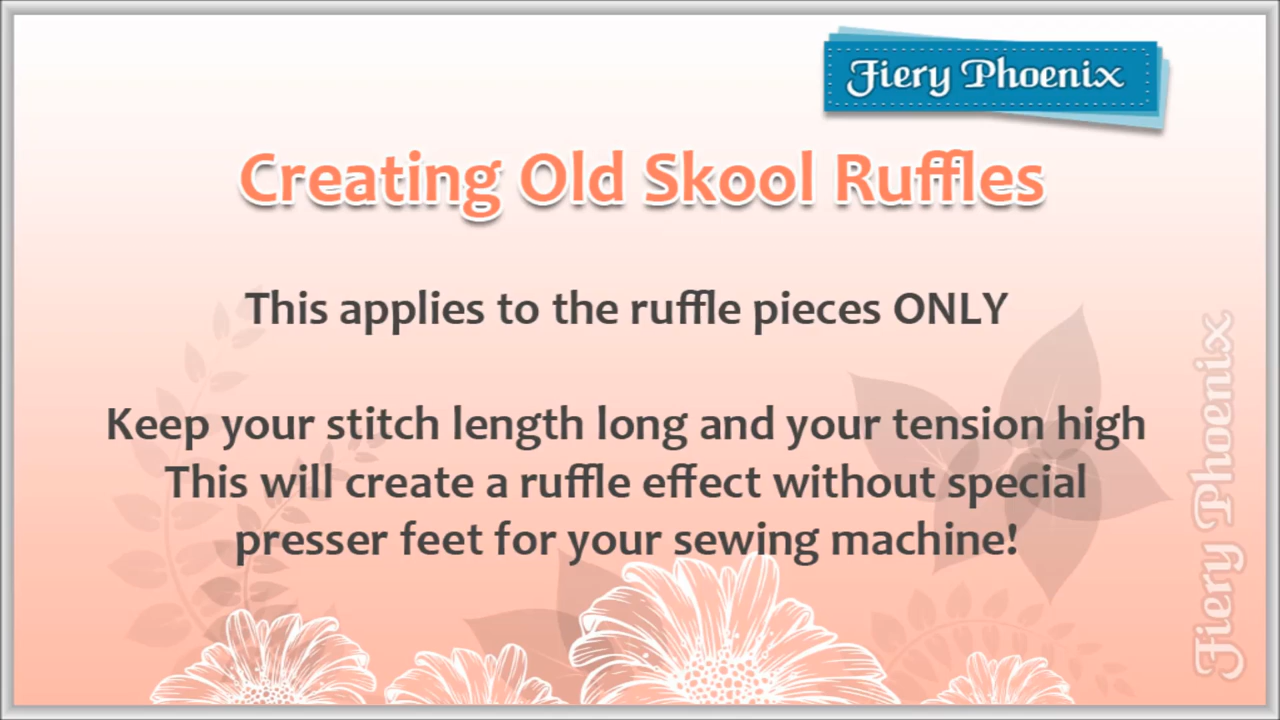 Fiery Phoenix
Creating Old Skool Ruffles
This applies to the ruffle pieces ONLY
Keep your stitch length long and your tension high
This will create a ruffle effect without special
presser feet for your sewing machine!
Fiery Phoenix